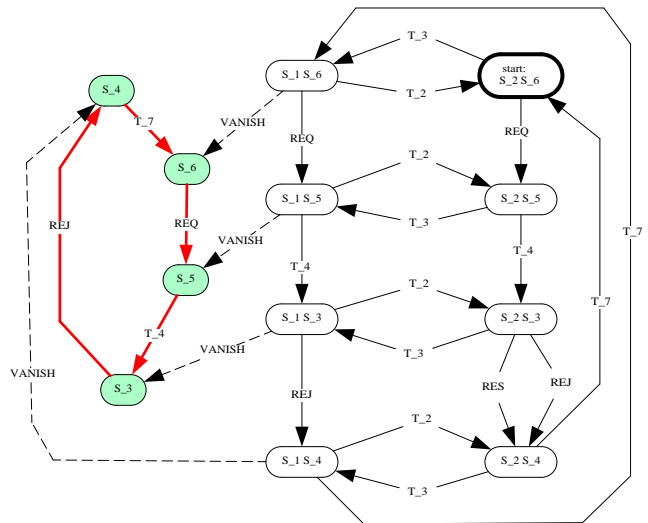 T_3
start:
S_1 S_6
S_2 S_6
S_4
T_2
T_7
VANISH
REQ
REQ
T_2
S_6
S_1 S_5
S_2 S_5
REQ
T_3
REJ
T_7
VANISH
T_4
T_4
S_5
T_2
T_7
S_1 S_3
S_2 S_3
T_4
VANISH
T_3
VANISH
REJ
RES
S_3
REJ
T_2
S_1 S_4
S_2 S_4
T_3